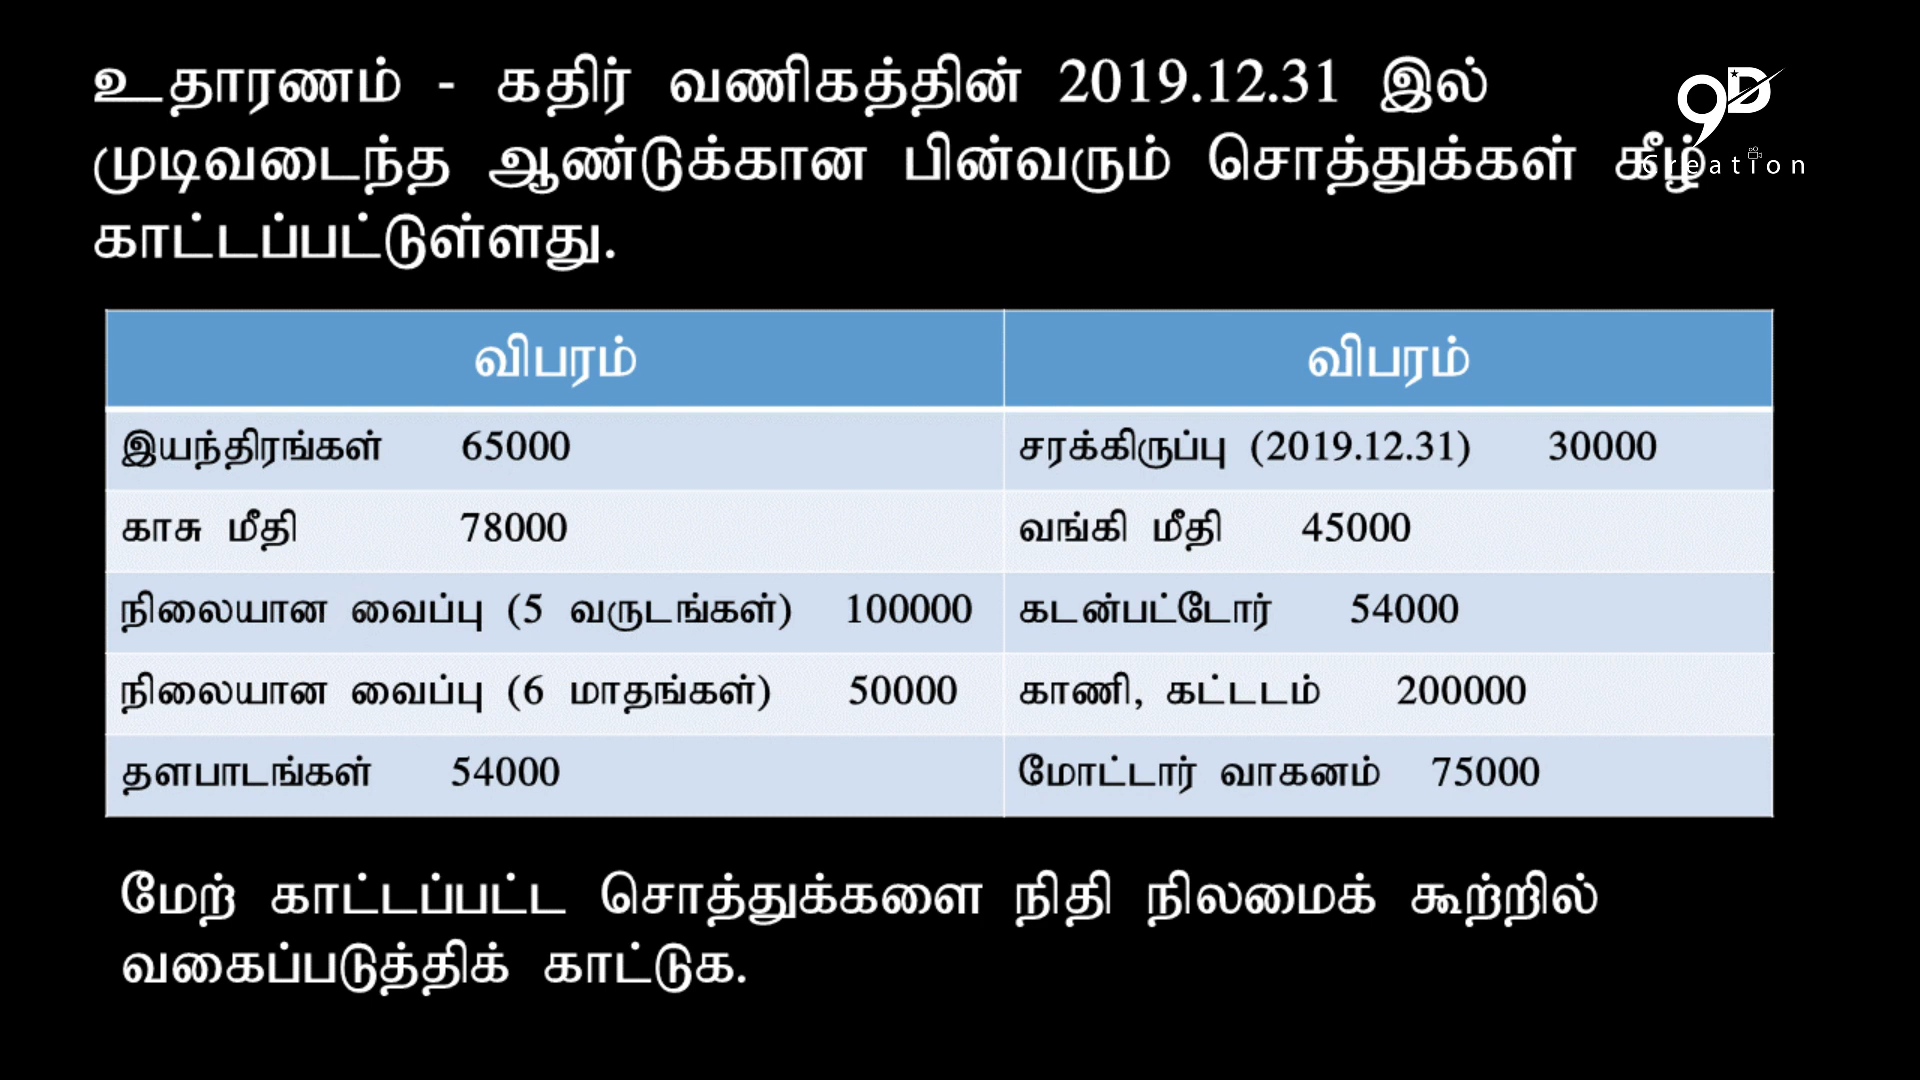 உதாரணம் - கதிர் வணிகத்தின் 2019.12.31 இல்
முடிவடைந்த ஆண்டுக்கான பின்வரும் சொத்துக்கள் கீழ்
காட்டப்பட்டுள்ளது.
9D
Creation
விபரம் விபரம்
இயந்திரங்கள் 65000 சரக்கிருப்பு (2019.12.31) 30000
காசு மீதி 78000 வங்கி மீதி 45000
நிலையான வைப்பு (5 வருடங்கள்) 100000 கடன்பட்டோர் 54000
நிலையான வைப்பு (6 மாதங்கள்) 50000 காணி, கட்டடம் 200000
தளபாடங்கள் 54000 மோட்டார் வாகனம் 75000
மேற் காட்டப்பட்ட சொத்துக்களை நிதி நிலமைக் கூற்றில்
வகைப்படுத்திக் காட்டுக.